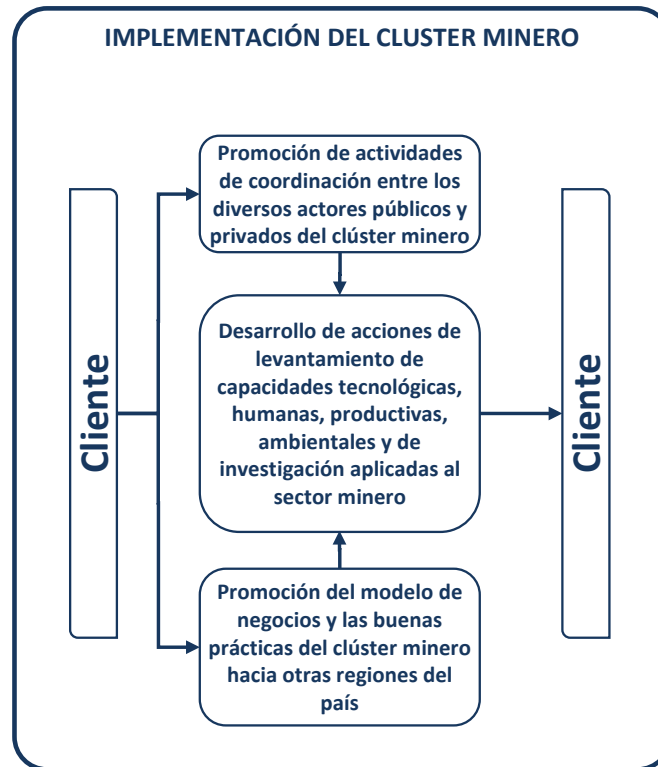 IMPLEMENTACIÓN DEL CLUSTER MINERO
Promoción de actividades
de coordinación entre los
diversos actores públicos y
privados del clúster minero
Cliente
Desarrollo de acciones de
levantamiento de
capacidades tecnológicas,
humanas, productivas,
ambientales y de
investigación aplicadas al
sector minero
Cliente
Promoción del modelo de
negocios y las buenas
prácticas del clúster minero
hacia otras regiones del
país